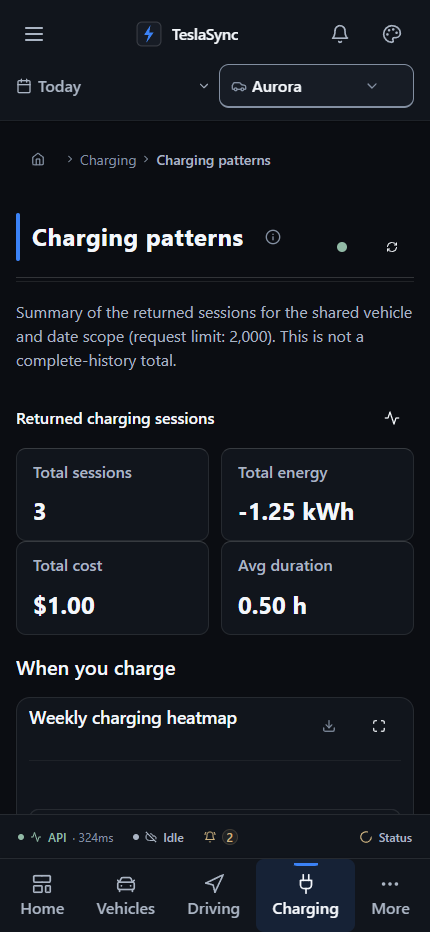 TeslaSync
Today
Aurora
Charging
Charging patterns
Charging patterns
Summary of the returned sessions for the shared vehicle
and date scope (request limit: 2,000). This is not a
complete-history total.
Returned charging sessions
Total sessions
3
Total energy
-1.25 kWh
Total cost
$1.00
Avg duration
0.50 h
When you charge
Weekly charging heatmap
API · 324ms
Idle
2
Status
Home
Vehicles
Driving
Charging
More